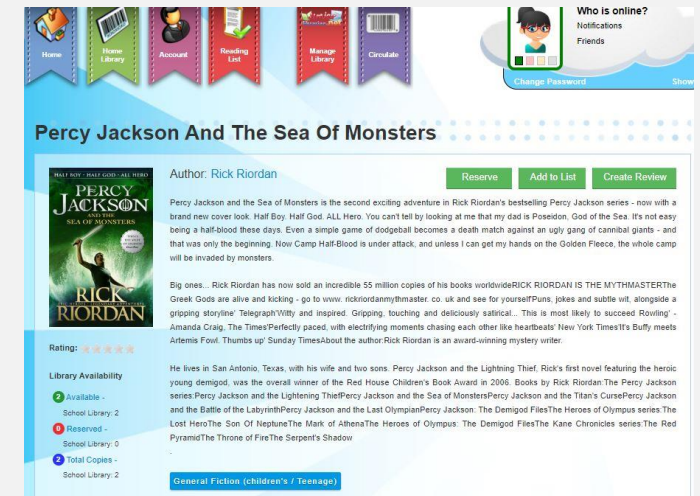 Who is online?
Notifications
Friends
Home
Home
Library
Account
Reading
List
Manage
Library
Circulate
Change Password
Show
Percy Jackson And The Sea Of Monsters
HALF BOY · HALF GOD · ALL HERO
PERCY
JACKSON
AND THE
SEA OF MONSTERS
RICK
RIORDAN
Author: Rick Riordan
Reserve
Add to List
Create Review
Percy Jackson and the Sea of Monsters is the second exciting adventure in Rick Riordan's bestselling Percy Jackson series - now with a
brand new cover look. Half Boy. Half God. ALL Hero. You can't tell by looking at me that my dad is Poseidon, God of the Sea. It's not easy
being a half-blood these days. Even a simple game of dodgeball becomes a death match against an ugly gang of cannibal giants - and
that was only the beginning. Now Camp Half-Blood is under attack, and unless I can get my hands on the Golden Fleece, the whole camp
will be invaded by monsters.
Big ones... Rick Riordan has now sold an incredible 55 million copies of his books worldwideRICK RIORDAN IS THE MYTHMASTERThe
Greek Gods are alive and kicking - go to www. rickriordanmythmaster. co. uk and see for yourself'Puns, jokes and subtle wit, alongside a
gripping storyline' Telegraph'Witty and inspired. Gripping, touching and deliciously satirical... This is most likely to succeed Rowling' -
Amanda Craig, The Times'Perfectly paced, with electrifying moments chasing each other like heartbeats' New York Times'It's Buffy meets
Artemis Fowl. Thumbs up' Sunday TimesAbout the author:Rick Riordan is an award-winning mystery writer.
He lives in San Antonio, Texas, with his wife and two sons. Percy Jackson and the Lightning Thief, Rick's first novel featuring the heroic
young demigod, was the overall winner of the Red House Children's Book Award in 2006. Books by Rick Riordan:The Percy Jackson
series:Percy Jackson and the Lightening ThiefPercy Jackson and the Sea of MonstersPercy Jackson and the Titan's CursePercy Jackson
and the Battle of the LabyrinthPercy Jackson and the Last OlympianPercy Jackson: The Demigod FilesThe Heroes of Olympus series:The
Lost HeroThe Son Of NeptuneThe Mark of AthenaThe Heroes of Olympus: The Demigod FilesThe Kane Chronicles series:The Red
PyramidThe Throne of FireThe Serpent's Shadow
.
General Fiction (children's / Teenage)
Rating:
Library Availability
2 Available -
School Library: 2
0 Reserved -
School Library: 0
2 Total Copies -
School Library: 2